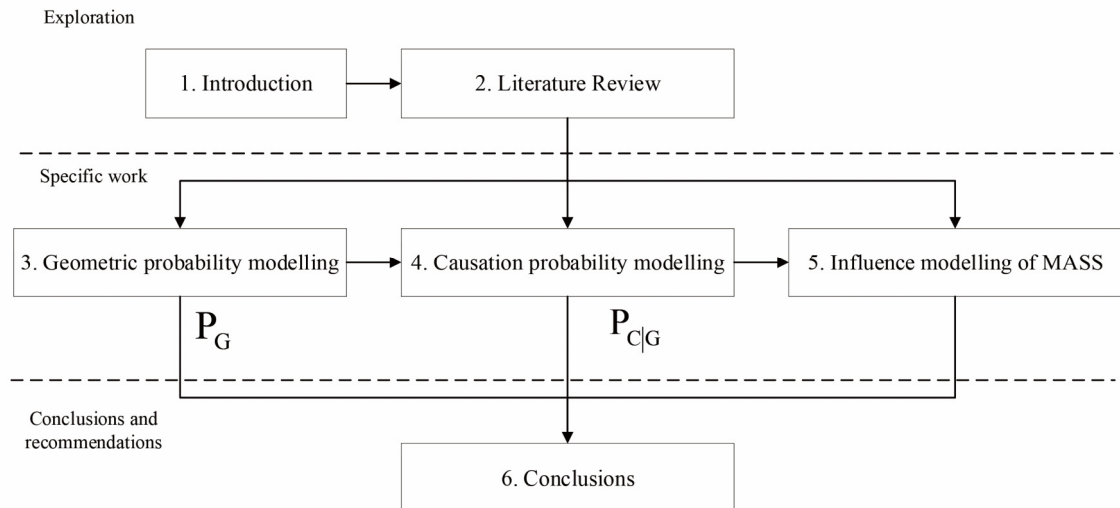 Exploration
1. Introduction
2. Literature Review
Specific work
3. Geometric probability modelling
4. Causation probability modelling
5. Influence modelling of MASS
P_G
P_C|G
Conclusions and
recommendations
6. Conclusions